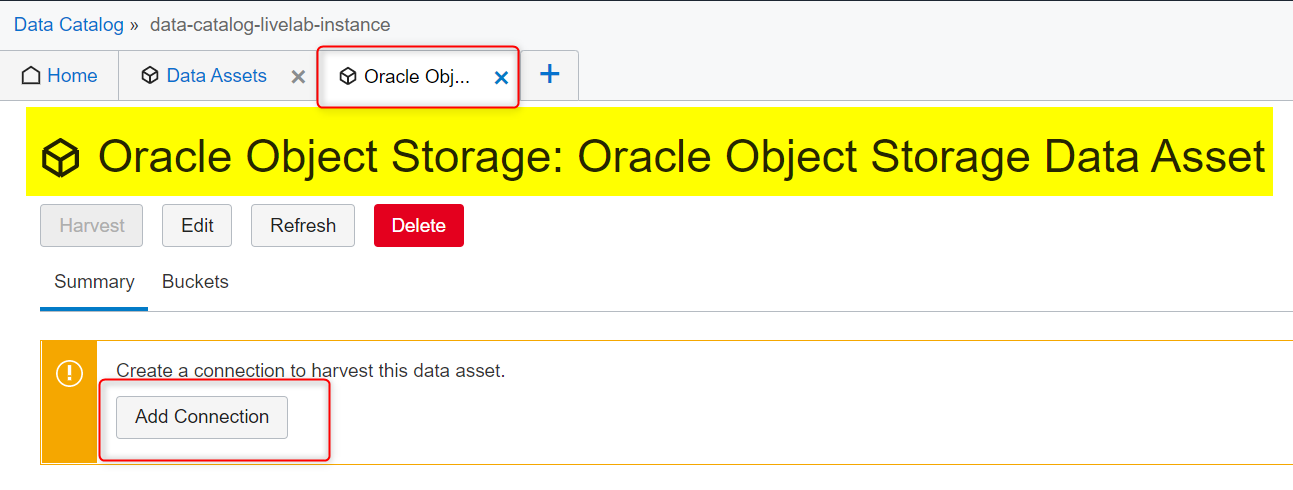 Data Catalog » data-catalog-livelab-instance
Home Data Assets Oracle Obj...
Oracle Object Storage: Oracle Object Storage Data Asset
Harvest Edit Refresh Delete
Summary Buckets
Create a connection to harvest this data asset.
Add Connection